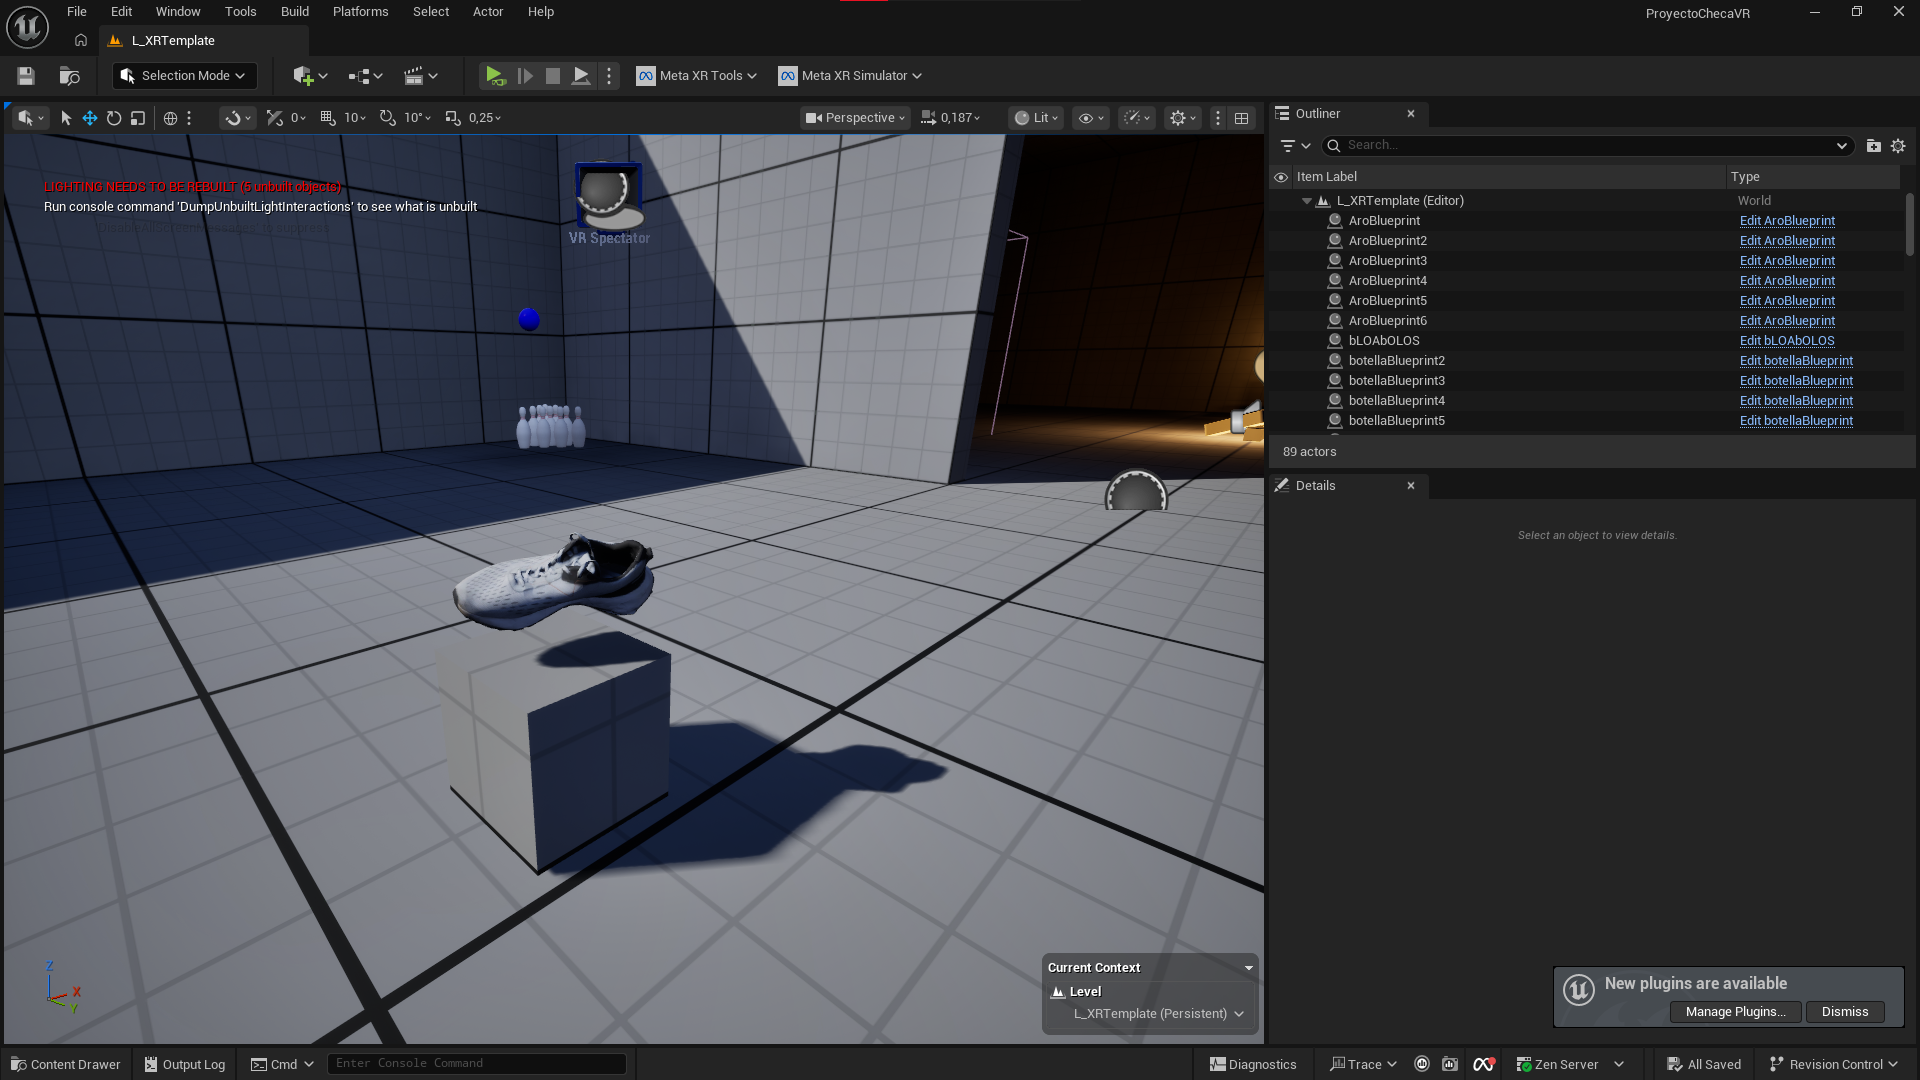 File Edit Window Tools Build Platforms Select Actor Help
ProyectoChecaVR
L_XRTemplate
Selection Mode
Meta XR Tools
Meta XR Simulator
0 10 10° 0,25
Perspective 0,187 Lit
LIGHTING NEEDS TO BE REBUILT (5 unbuilt objects)
Run console command 'DumpUnbuiltLightInteractions' to see what is unbuilt
'DisableAllScreenMessages' to suppress
VR Spectator
Z
X
Y
Current Context
Level
L_XRTemplate (Persistent)
Outliner
Search...
Item Label Type
L_XRTemplate (Editor) World
AroBlueprint Edit AroBlueprint
AroBlueprint2 Edit AroBlueprint
AroBlueprint3 Edit AroBlueprint
AroBlueprint4 Edit AroBlueprint
AroBlueprint5 Edit AroBlueprint
AroBlueprint6 Edit AroBlueprint
bLOAbOLOS Edit bLOAbOLOS
botellaBlueprint2 Edit botellaBlueprint
botellaBlueprint3 Edit botellaBlueprint
botellaBlueprint4 Edit botellaBlueprint
botellaBlueprint5 Edit botellaBlueprint
89 actors
Details
Select an object to view details.
New plugins are available
Manage Plugins... Dismiss
Content Drawer Output Log Cmd Enter Console Command Diagnostics Trace Zen Server All Saved Revision Control